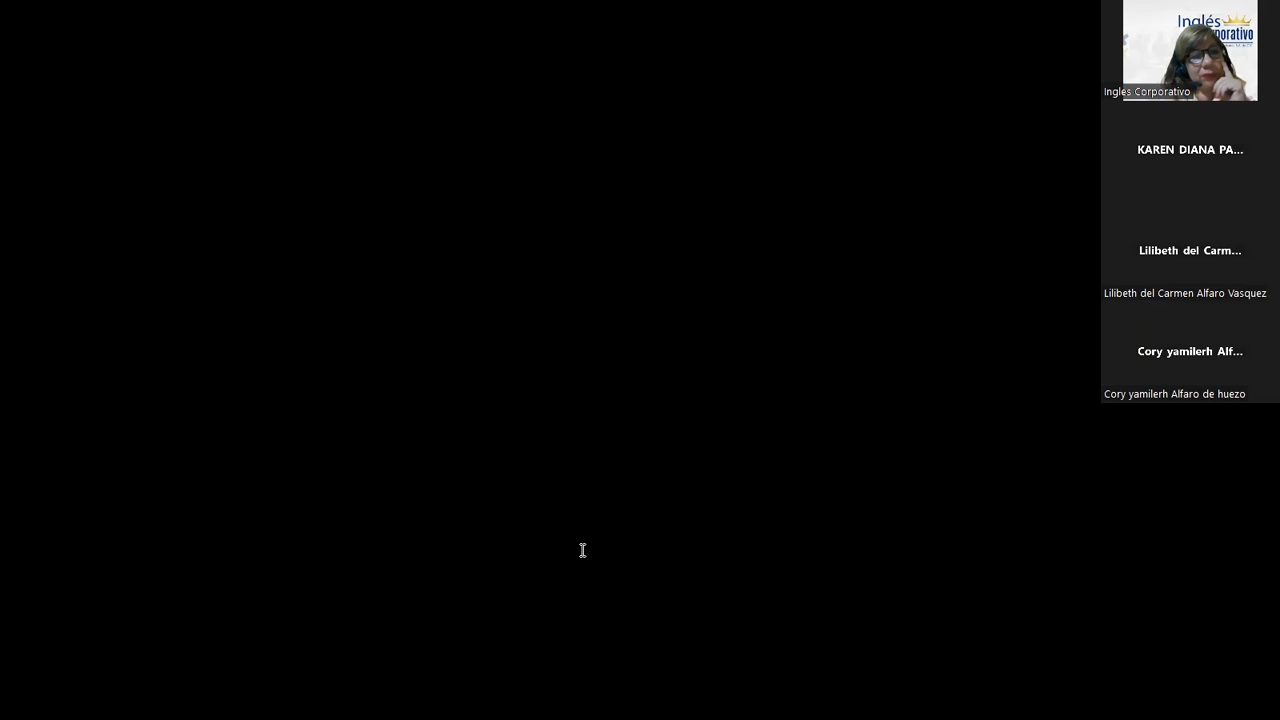 Inglés
porativo
Ingles Corporativo
KAREN DIANA PA...
Lilibeth del Carm...
Lilibeth del Carmen Alfaro Vasquez
Cory yamilerh Alf...
Cory yamilerh Alfaro de huezo